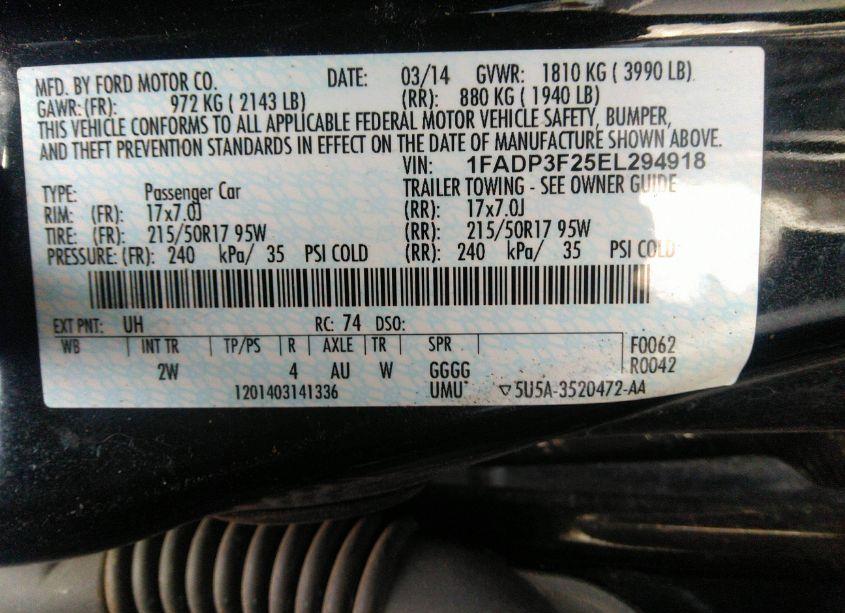 MFD. BY FORD MOTOR CO. DATE: 03/14 GVWR: 1810 KG ( 3990 LB)
GAWR: (FR): 972 KG ( 2143 LB) (RR): 880 KG ( 1940 LB)
THIS VEHICLE CONFORMS TO ALL APPLICABLE FEDERAL MOTOR VEHICLE SAFETY, BUMPER,
AND THEFT PREVENTION STANDARDS IN EFFECT ON THE DATE OF MANUFACTURE SHOWN ABOVE.
VIN: 1FADP3F25EL294918
TYPE: Passenger Car TRAILER TOWING - SEE OWNER GUIDE
RIM: (FR): 17x7.0J (RR): 17x7.0J
TIRE: (FR): 215/50R17 95W (RR): 215/50R17 95W
PRESSURE: (FR): 240 kPa/ 35 PSI COLD (RR): 240 kPa/ 35 PSI COLD
EXT PNT: UH RC: 74 DSO:
WB INT TR TP/PS R AXLE TR SPR F0062
2W 4 AU W GGGG R0042
1201403141336 UMU* ▽5U5A-3520472-AA